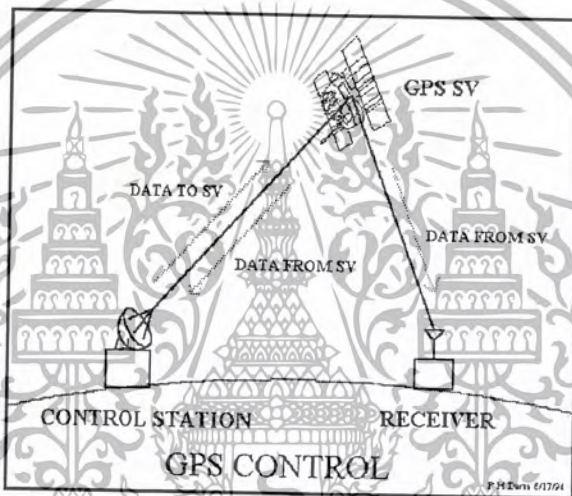 GPS SV
DATA TO SV
DATA FROM SV
DATA FROM SV
CONTROL STATION
RECEIVER
GPS CONTROL